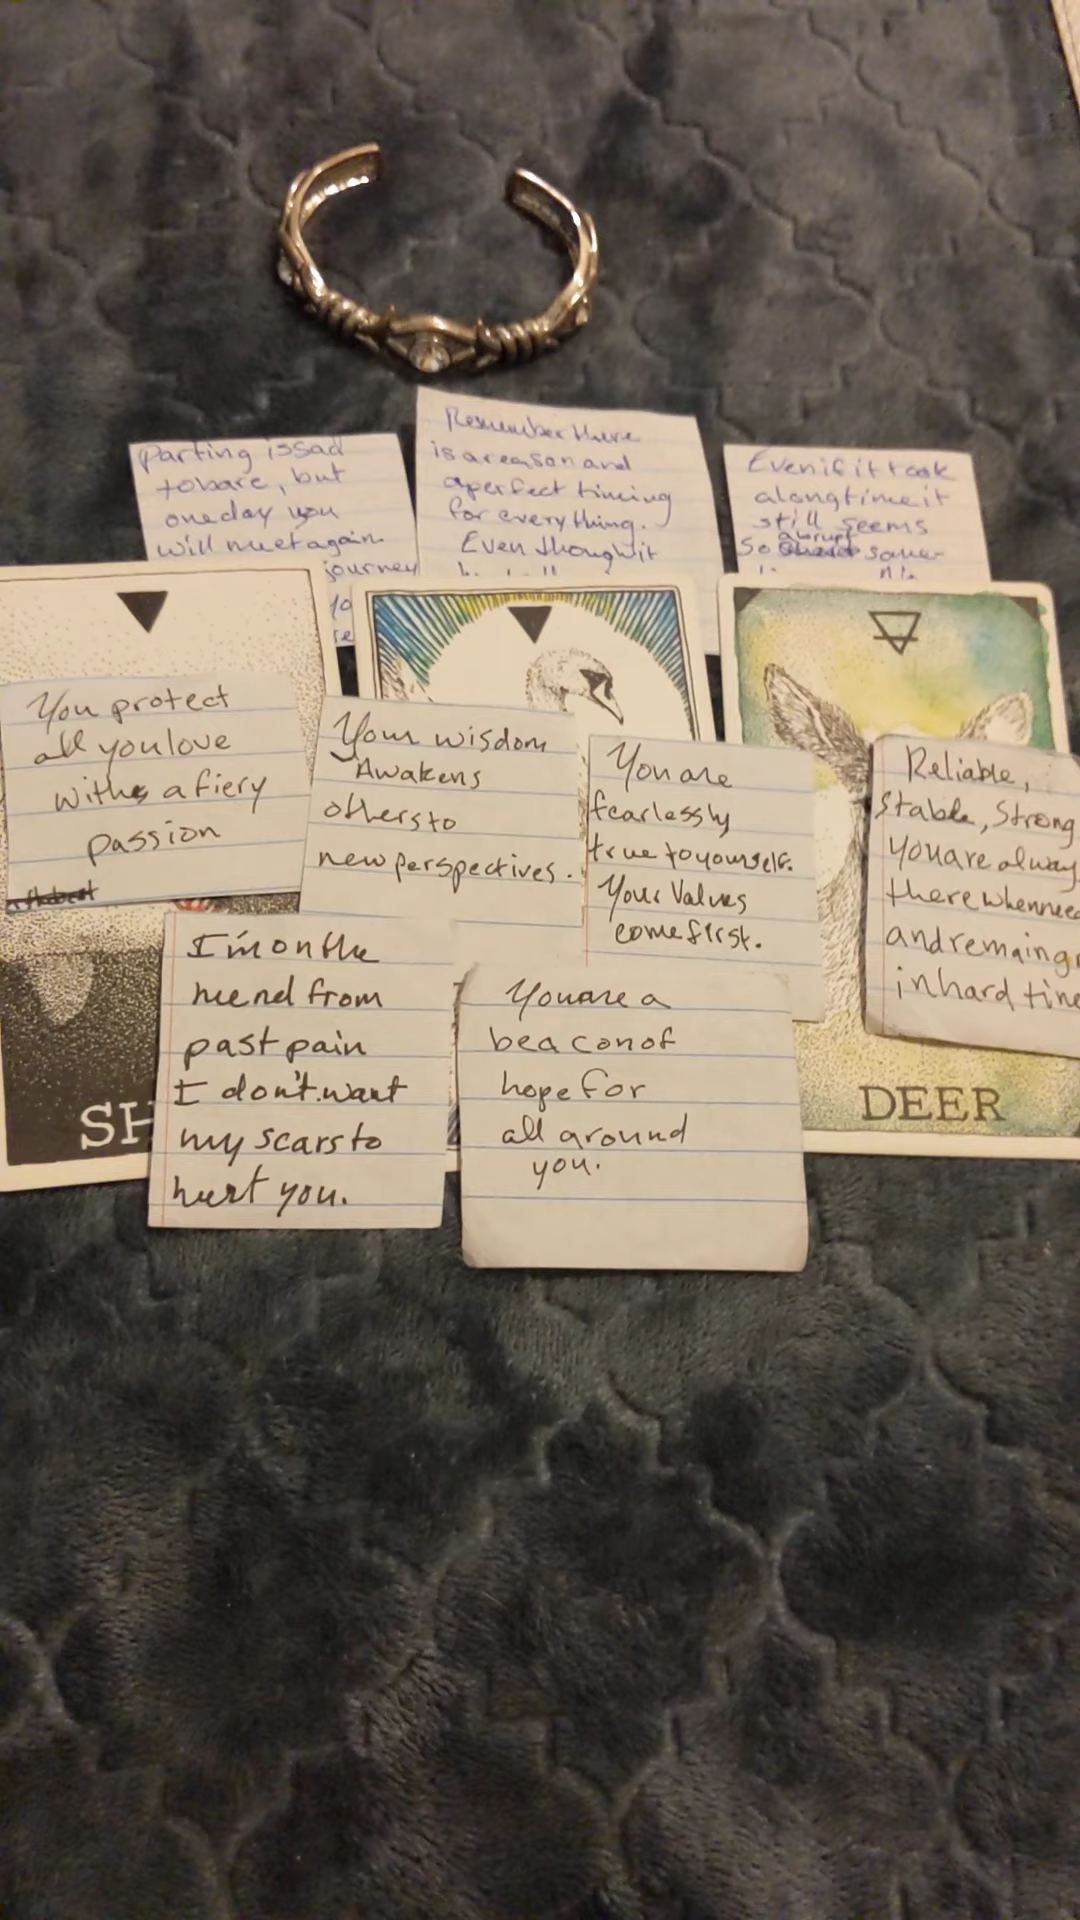 Parting is sad
to bare, but
one day you
will meet again
journey
Remember there
is a reason and
a perfect timing
for everything.
Even though it
Even if it took
a long time it
still seems
abrupt
So some-
You protect
all you love
with a fiery
passion
Your wisdom
Awakens
others to
new perspectives.
You are
fearlessly
true to yourself.
Your Values
come first.
Reliable,
Stable, Strong
You are alway
there when nee
and remain
in hard time
I'm on the
mend from
past pain
I don't want
my scars to
hurt you.
You are a
beacon of
hope for
all around
you.
SH
DEER